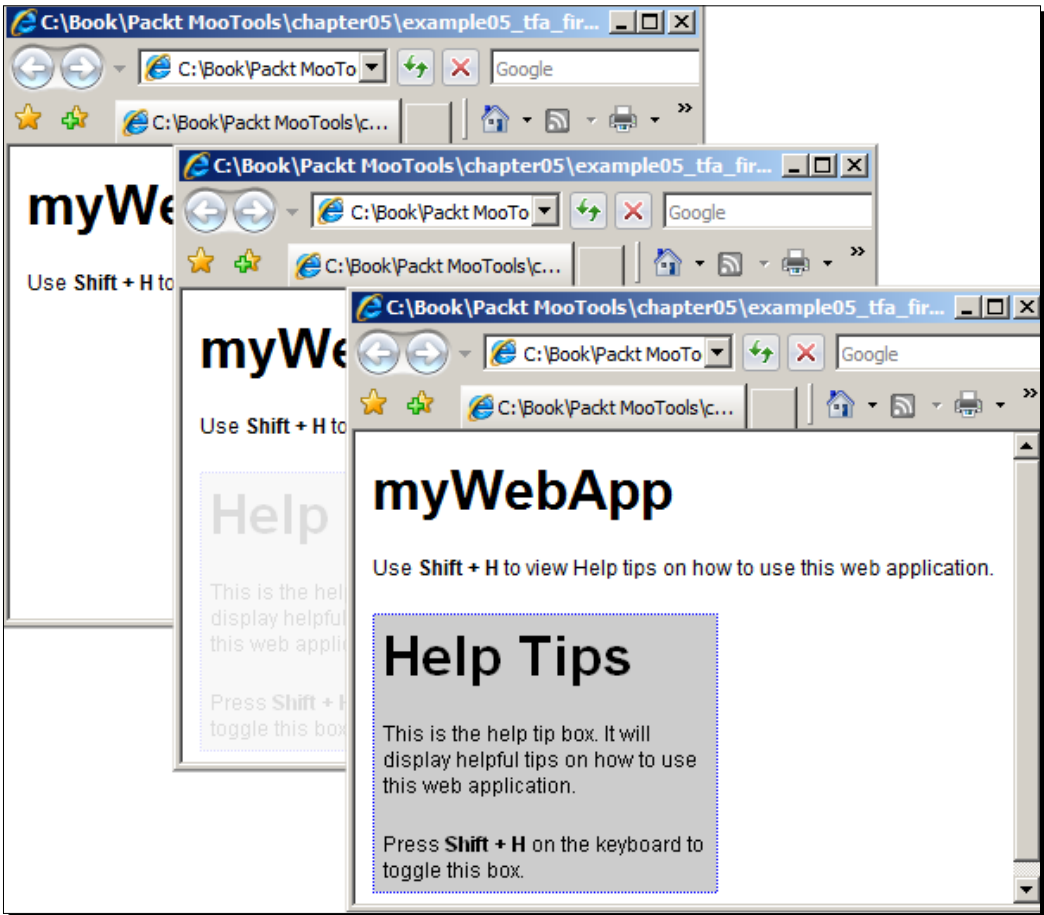 C:\Book\Packt MooTools\chapter05\example05_tfa_fir...
C:\Book\Packt MooTo
Google
C:\Book\Packt MooTools\c...
»
myWe
Use Shift + H to
C:\Book\Packt MooTools\chapter05\example05_tfa_fir...
C:\Book\Packt MooTo
Google
C:\Book\Packt MooTools\c...
»
myWe
Use Shift + H to
Help
This is the hel
display helpful
this web appli
Press Shift + H
toggle this box
C:\Book\Packt MooTools\chapter05\example05_tfa_fir...
C:\Book\Packt MooTo
Google
C:\Book\Packt MooTools\c...
»
myWebApp
Use Shift + H to view Help tips on how to use this web application.
Help Tips
This is the help tip box. It will
display helpful tips on how to use
this web application.
Press Shift + H on the keyboard to
toggle this box.